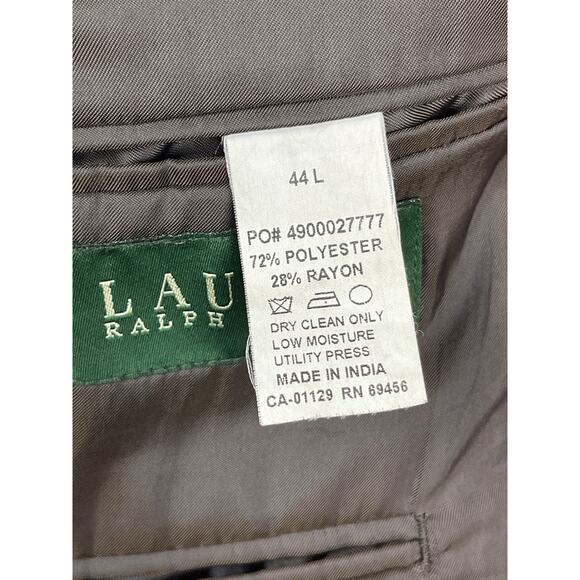 44 L
PO# 4900027777
72% POLYESTER
28% RAYON
DRY CLEAN ONLY
LOW MOISTURE
UTILITY PRESS
MADE IN INDIA
CA-01129 RN 69456
LAU
RALPH